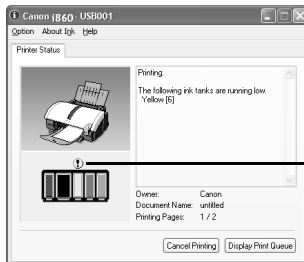 Canon i860 - USB001
Option About Ink Help
Printer Status
Printing.
The following ink tanks are running low.
Yellow [6]
!
Owner: Canon
Document Name: untitled
Printing Pages: 1 / 2
Cancel Printing Display Print Queue